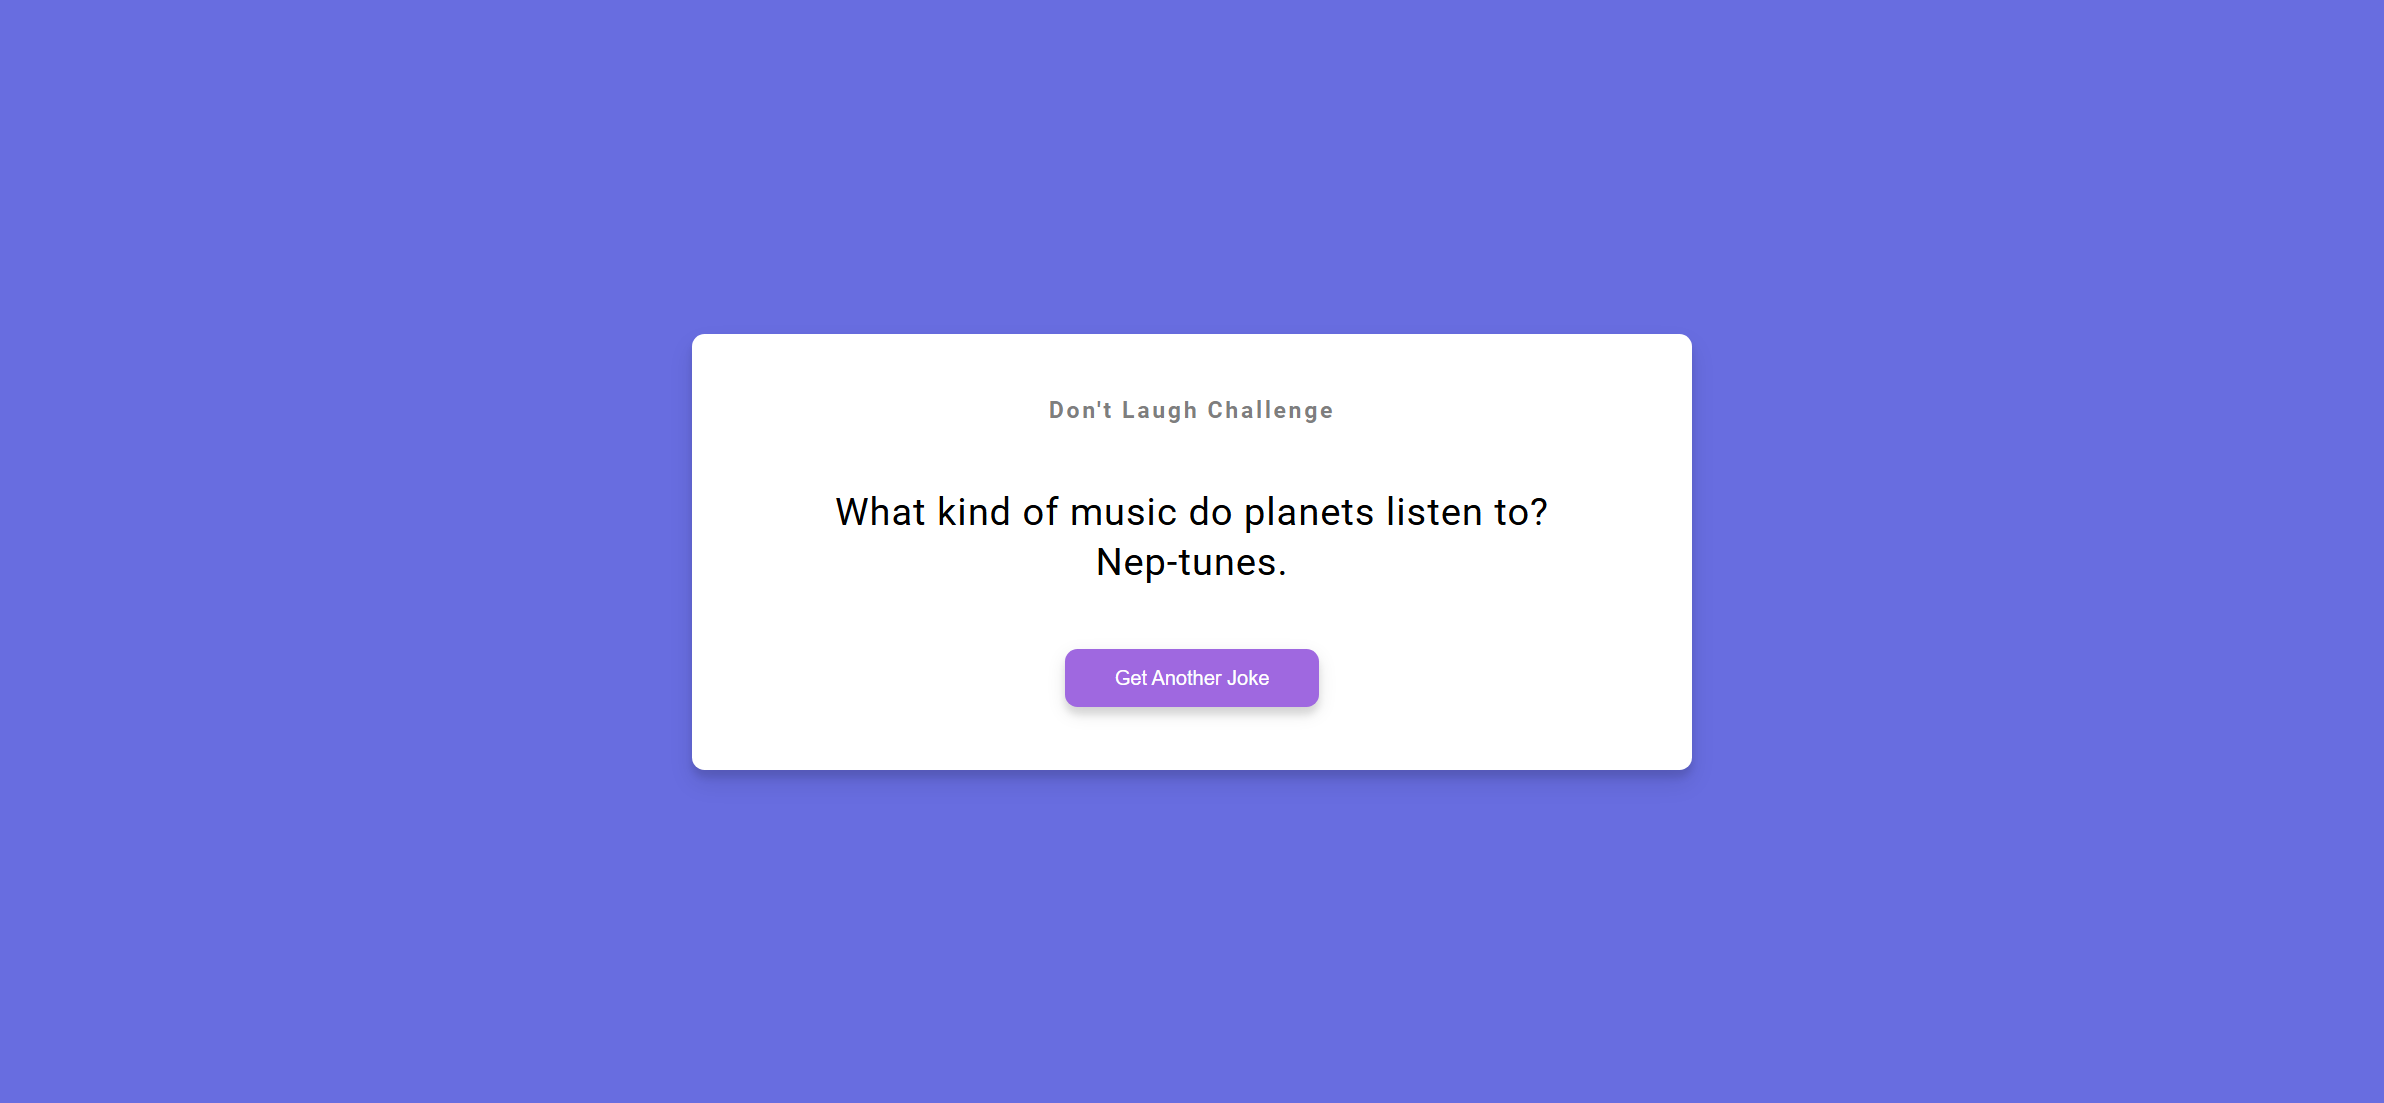 Don't Laugh Challenge
What kind of music do planets listen to?
Nep-tunes.
Get Another Joke